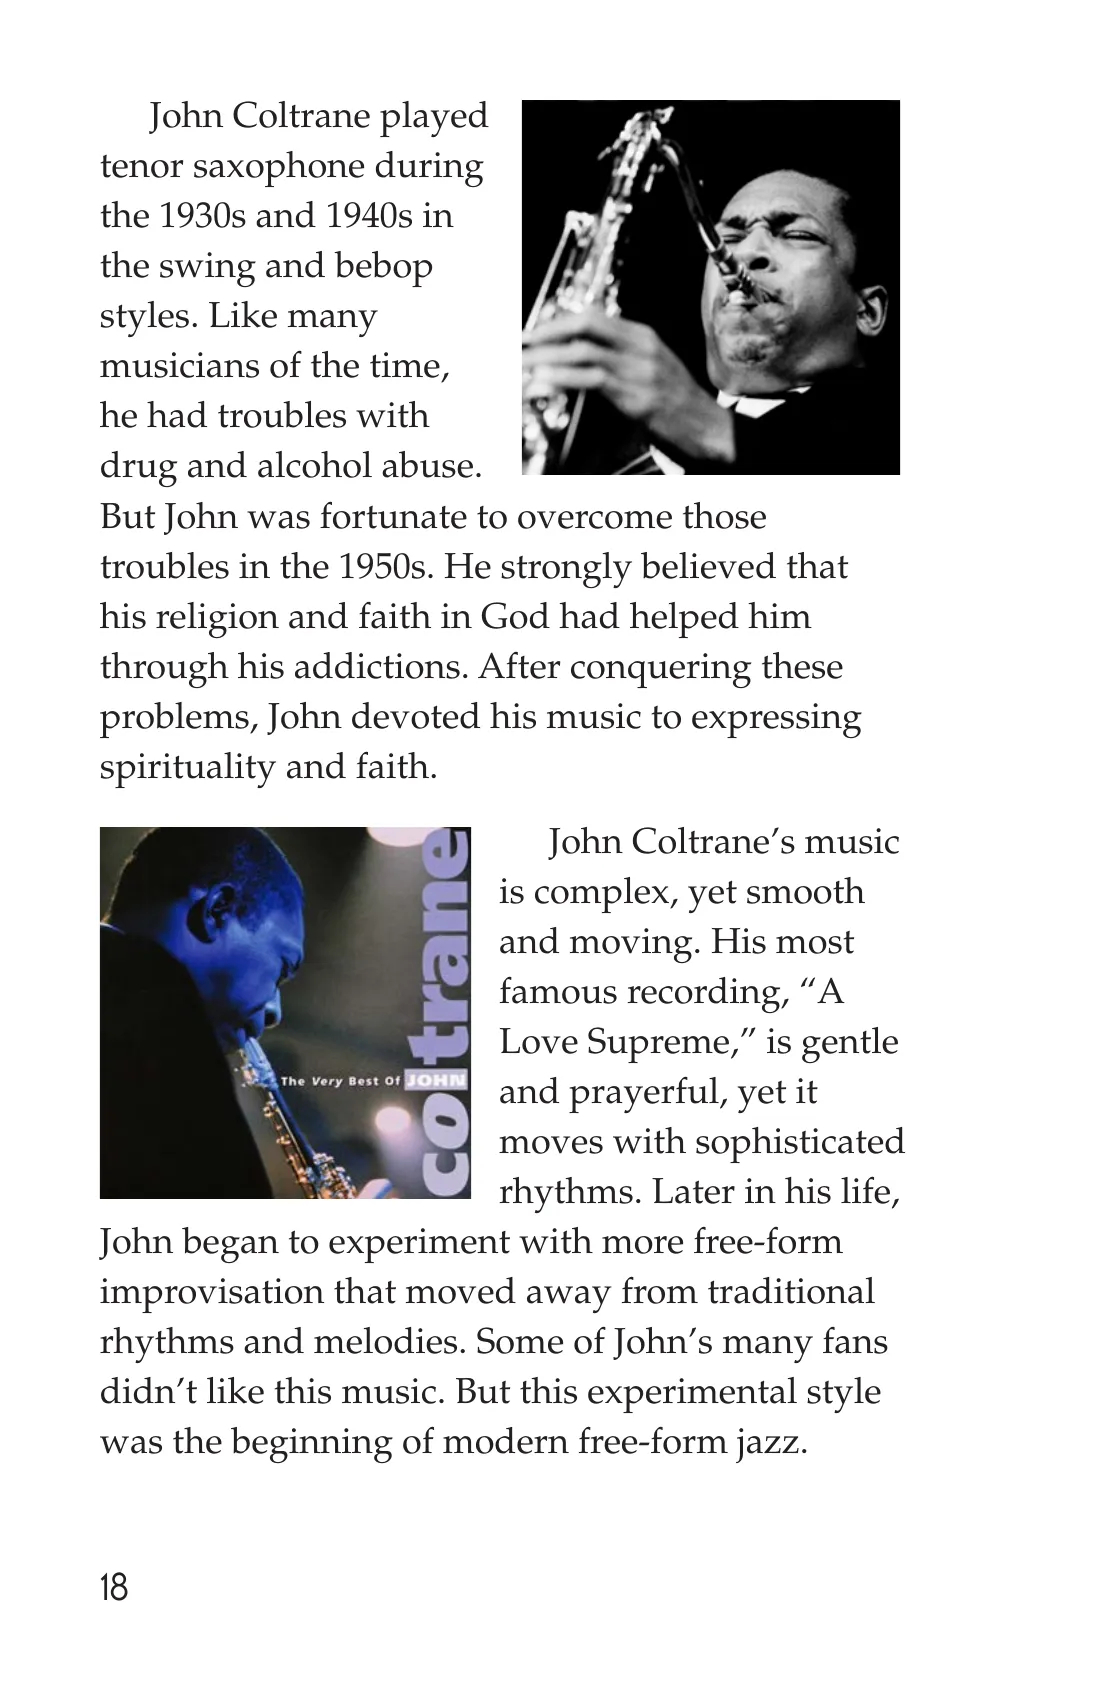 John Coltrane played
tenor saxophone during
the 1930s and 1940s in
the swing and bebop
styles. Like many
musicians of the time,
he had troubles with
drug and alcohol abuse.
But John was fortunate to overcome those
troubles in the 1950s. He strongly believed that
his religion and faith in God had helped him
through his addictions. After conquering these
problems, John devoted his music to expressing
spirituality and faith.
The Very Best Of JOHN
coltrane
John Coltrane’s music
is complex, yet smooth
and moving. His most
famous recording, “A
Love Supreme,” is gentle
and prayerful, yet it
moves with sophisticated
rhythms. Later in his life,
John began to experiment with more free-form
improvisation that moved away from traditional
rhythms and melodies. Some of John’s many fans
didn’t like this music. But this experimental style
was the beginning of modern free-form jazz.
18